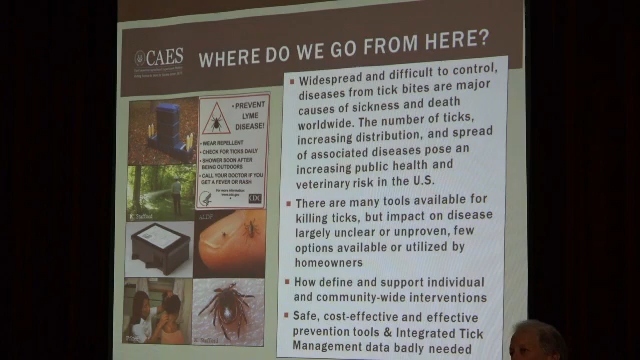 CAES
WHERE DO WE GO FROM HERE?
• PREVENT
LYME
DISEASE!
• WEAR REPELLENT
• CHECK FOR TICKS DAILY
• SHOWER SOON AFTER
BEING OUTDOORS
• CALL YOUR DOCTOR IF YOU
GET A FEVER OR RASH
For more information:
CDC
▪ Widespread and difficult to control,
diseases from tick bites are major
causes of sickness and death
worldwide. The number of ticks,
increasing distribution, and spread
of associated diseases pose an
increasing public health and
veterinary risk in the U.S.
▪ There are many tools available for
killing ticks, but impact on disease
largely unclear or unproven, few
options available or utilized by
homeowners
▪ How define and support individual
and community-wide interventions
▪ Safe, cost-effective and effective
prevention tools & Integrated Tick
Management data badly needed